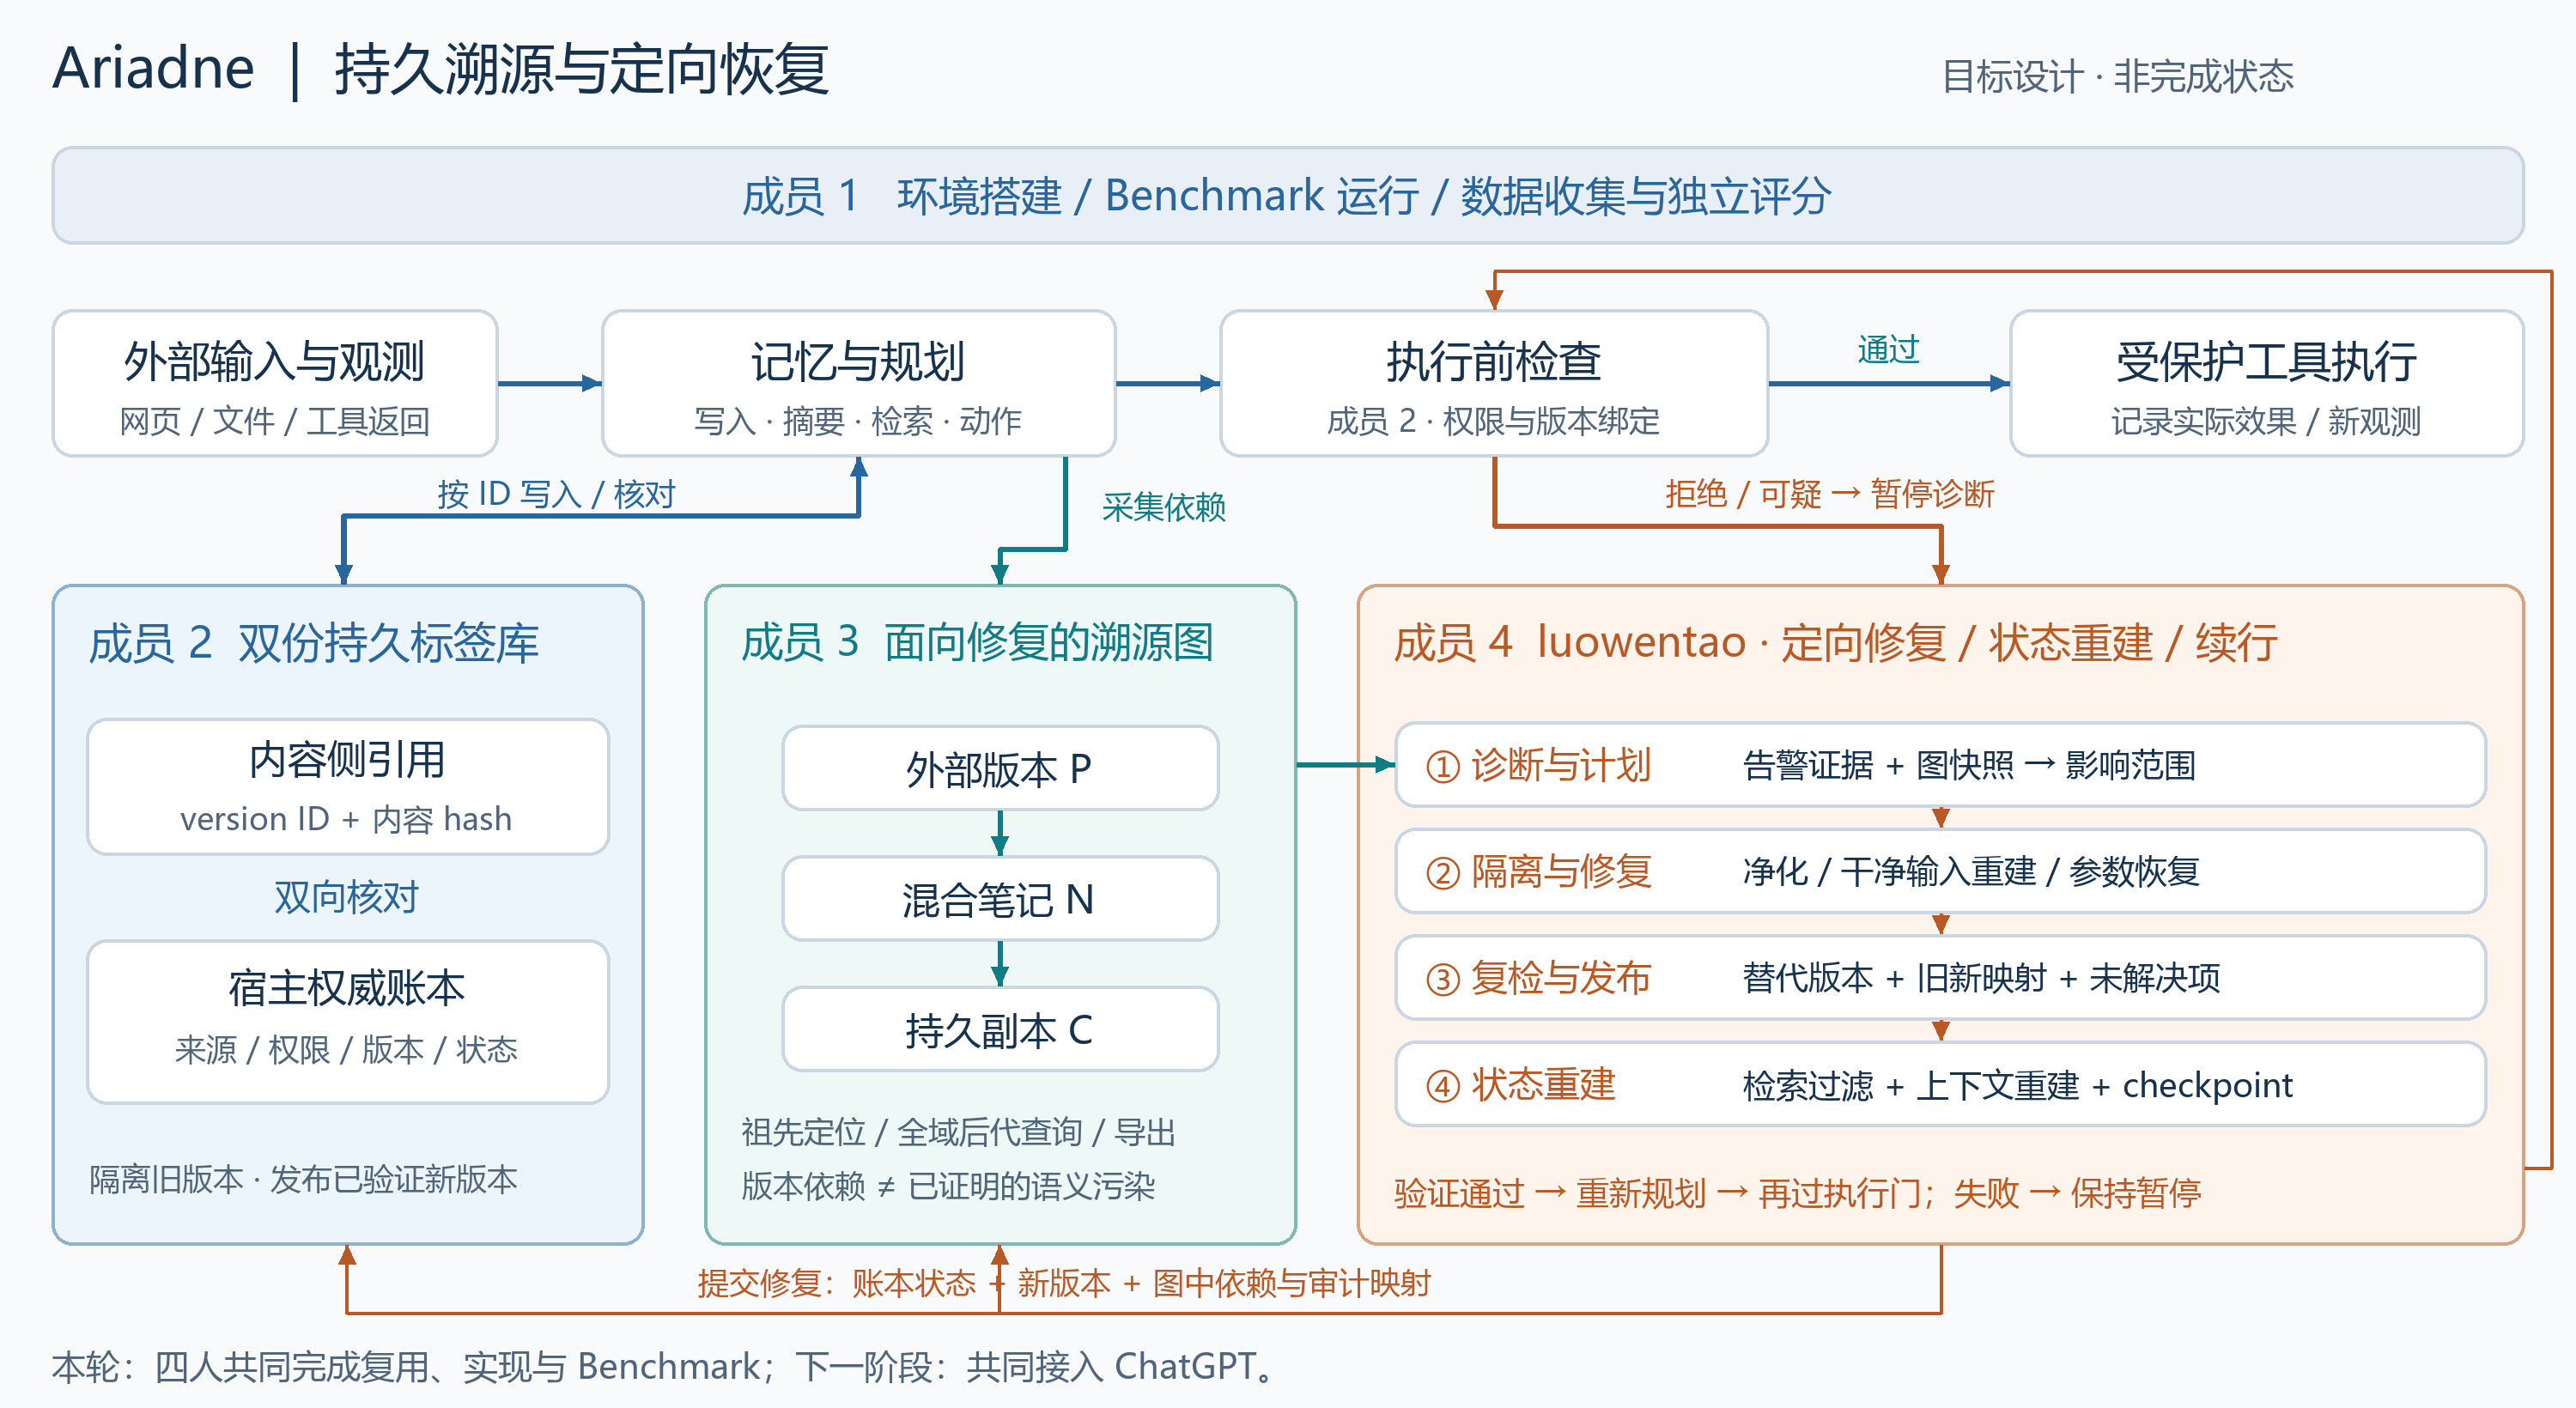 Ariadne | 持久溯源与定向恢复
目标设计 · 非完成状态
成员 1 环境搭建 / Benchmark 运行 / 数据收集与独立评分
外部输入与观测
网页 / 文件 / 工具返回
记忆与规划
写入 · 摘要 · 检索 · 动作
执行前检查
成员 2 · 权限与版本绑定
通过
受保护工具执行
记录实际效果 / 新观测
按 ID 写入 / 核对
采集依赖
拒绝 / 可疑 → 暂停诊断
成员 2 双份持久标签库
内容侧引用
version ID + 内容 hash
双向核对
宿主权威账本
来源 / 权限 / 版本 / 状态
隔离旧版本 · 发布已验证新版本
成员 3 面向修复的溯源图
外部版本 P
混合笔记 N
持久副本 C
祖先定位 / 全域后代查询 / 导出
版本依赖 ≠ 已证明的语义污染
成员 4 luowentao · 定向修复 / 状态重建 / 续行
① 诊断与计划 告警证据 + 图快照 → 影响范围
② 隔离与修复 净化 / 干净输入重建 / 参数恢复
③ 复检与发布 替代版本 + 旧新映射 + 未解决项
④ 状态重建 检索过滤 + 上下文重建 + checkpoint
验证通过 → 重新规划 → 再过执行门；失败 → 保持暂停
提交修复：账本状态 + 新版本 + 图中依赖与审计映射
本轮：四人共同完成复用、实现与 Benchmark；下一阶段：共同接入 ChatGPT。